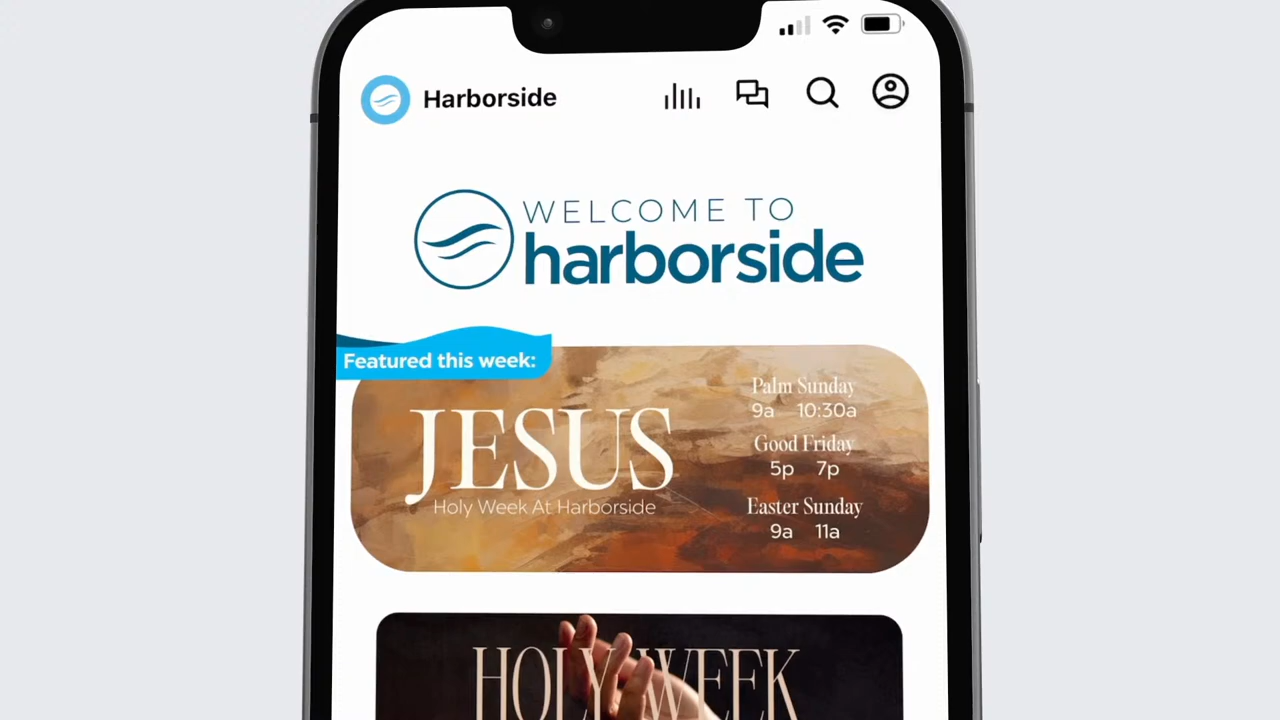 Harborside
WELCOME TO
harborside
Featured this week:
JESUS
Holy Week At Harborside
Palm Sunday
9a 10:30a
Good Friday
5p 7p
Easter Sunday
9a 11a
HOLY WEEK